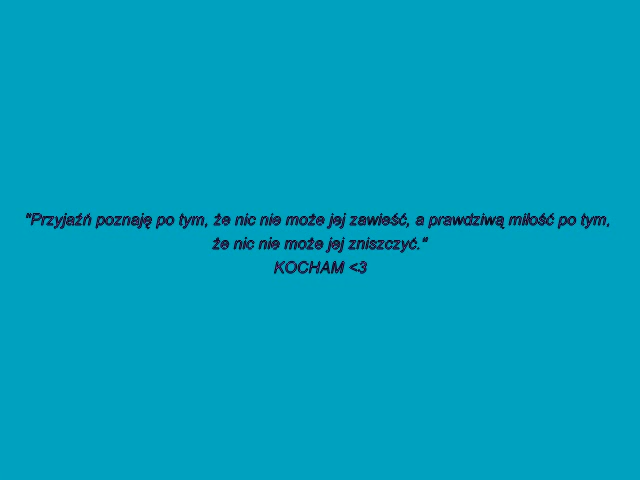 "Przyjaźń poznaję po tym, że nic nie może jej zawieść, a prawdziwą miłość po tym,
że nic nie może jej zniszczyć."
KOCHAM <3